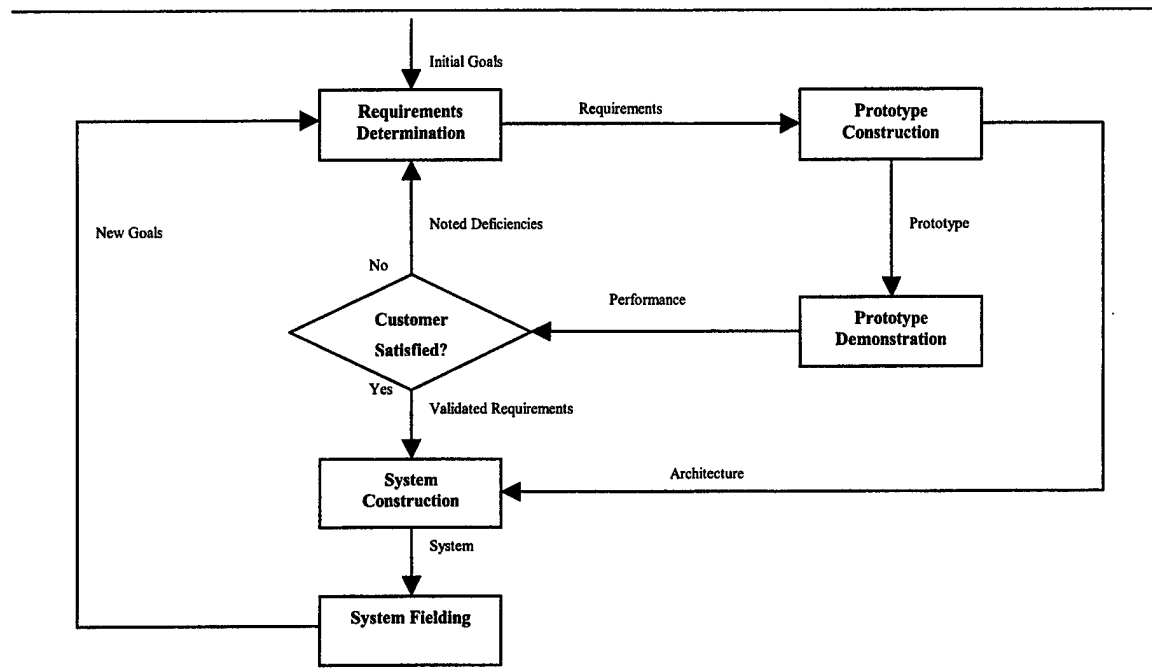 Initial Goals
Requirements
Determination
Requirements
Prototype
Construction
New Goals
Noted Deficiencies
Prototype
No
Performance
Customer
Satisfied?
Prototype
Demonstration
Yes
Validated Requirements
System
Construction
Architecture
System
System Fielding